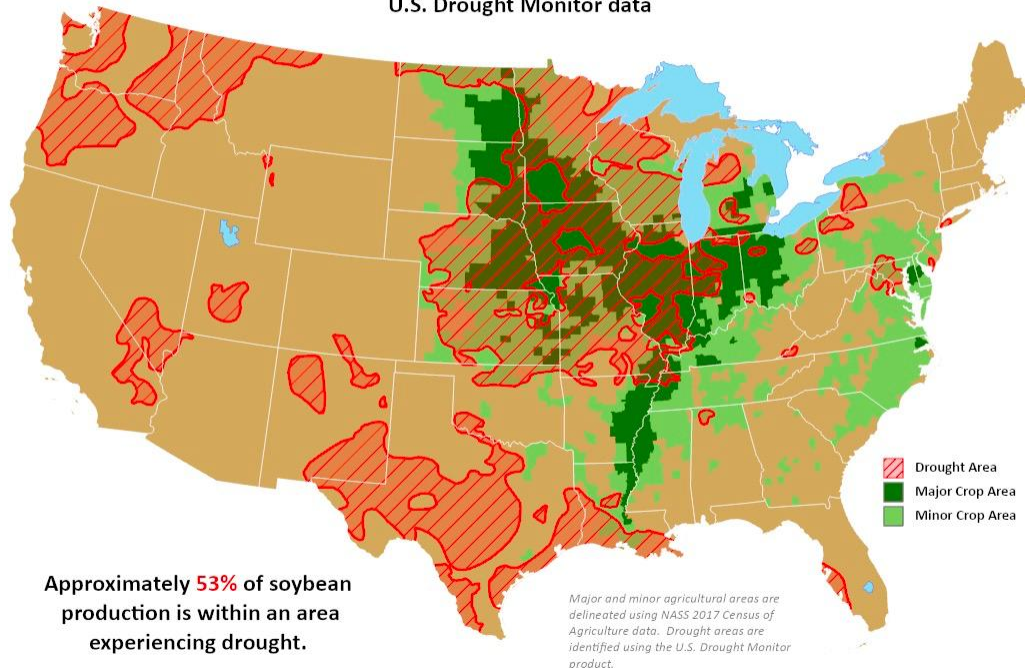 U.S. Drought Monitor data
Drought Area
Major Crop Area
Minor Crop Area
Approximately 53% of soybean
production is within an area
experiencing drought.
Major and minor agricultural areas are
delineated using NASS 2017 Census of
Agriculture data. Drought areas are
identified using the U.S. Drought Monitor
product.